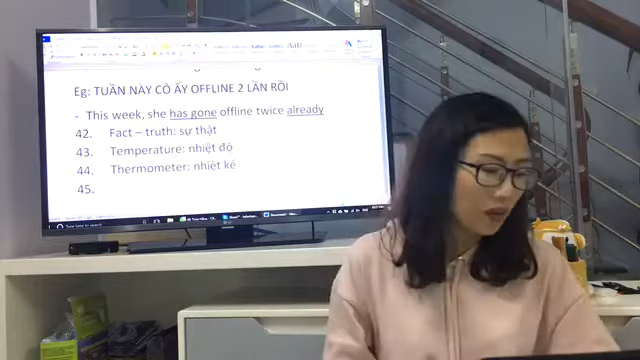 Eg: TUẦN NÀY CÔ ẤY OFFLINE 2 LẦN RỒI
- This week, she has gone offline twice already
42. Fact – truth: sự thật
43. Temperature: nhiệt độ
44. Thermometer: nhiệt kế
45.